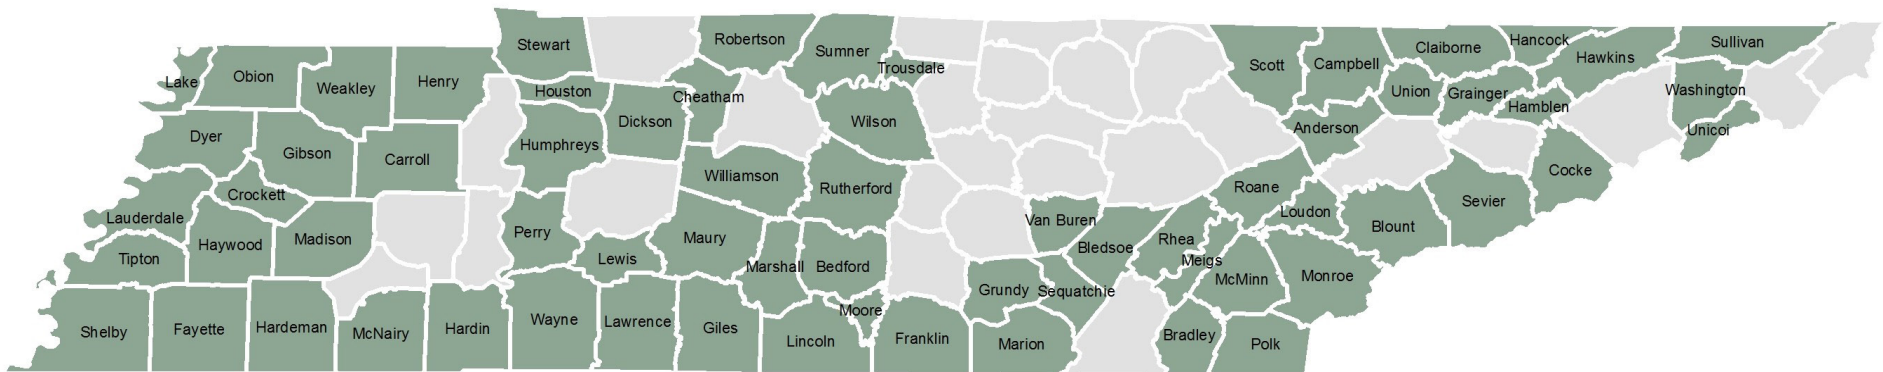 Stewart
Robertson
Sumner
Trousdale
Scott
Campbell
Claiborne
Hancock
Hawkins
Sullivan
Lake
Obion
Weakley
Henry
Houston
Dickson
Cheatham
Wilson
Union
Grainger
Hamblen
Washington
Unicoi
Dyer
Gibson
Carroll
Humphreys
Williamson
Rutherford
Anderson
Roane
Loudon
Cocke
Sevier
Blount
Crockett
Lauderdale
Haywood
Madison
Tipton
Perry
Lewis
Maury
Marshall
Bedford
Van Buren
Bledsoe
Rhea
Meigs
McMinn
Monroe
Grundy
Sequatchie
Shelby
Fayette
Hardeman
McNairy
Hardin
Wayne
Lawrence
Giles
Lincoln
Moore
Franklin
Marion
Bradley
Polk